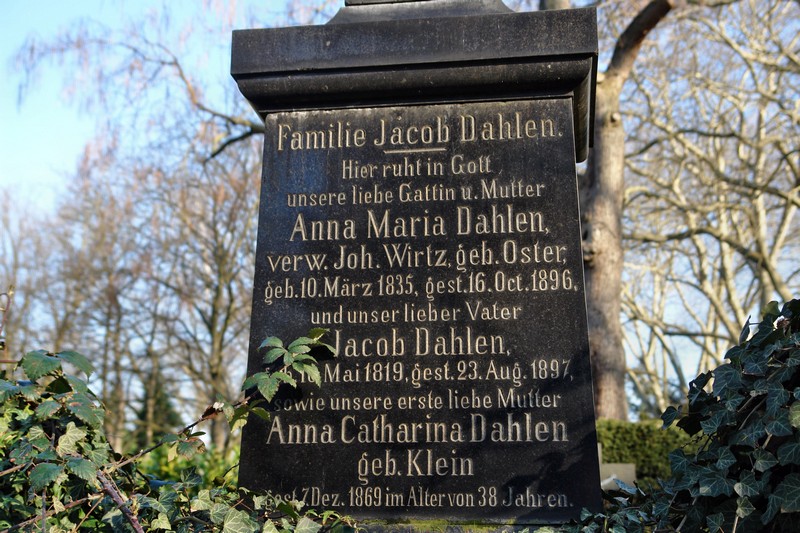 Familie Jacob Dahlen.
Hier ruht in Gott
unsere liebe Gattin u. Mutter
Anna Maria Dahlen,
verw. Joh. Wirtz, geb. Oster,
geb. 10. März 1835, gest. 16. Oct. 1896,
und unser lieber Vater
Jacob Dahlen,
Mai 1819, gest. 23. Aug. 1897,
sowie unsere erste liebe Mutter
Anna Catharina Dahlen
geb. Klein
gest. 7. Dez. 1869 im Alter von 38 Jahren.